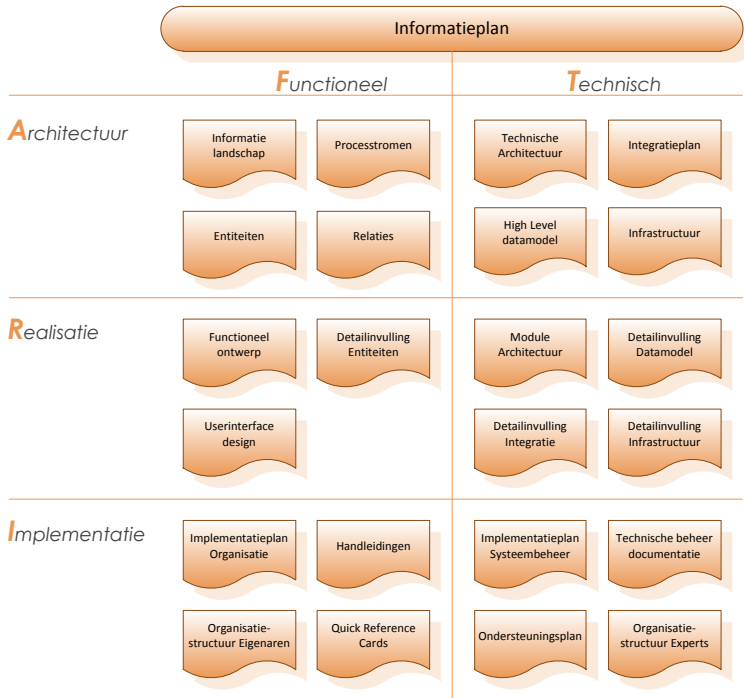 Informatieplan
Functioneel
Technisch
Architectuur
Informatie
landschap
Processtromen
Technische
Architectuur
Integratieplan
Entiteiten
Relaties
High Level
datamodel
Infrastructuur
Realisatie
Functioneel
ontwerp
Detailinvulling
Entiteiten
Module
Architectuur
Detailinvulling
Datamodel
Userinterface
design
Detailinvulling
Integratie
Detailinvulling
Infrastructuur
Implementatie
Implementatieplan
Organisatie
Handleidingen
Implementatieplan
Systeembeheer
Technische beheer
documentatie
Organisatie-
structuur Eigenaren
Quick Reference
Cards
Ondersteuningsplan
Organisatie-
structuur Experts